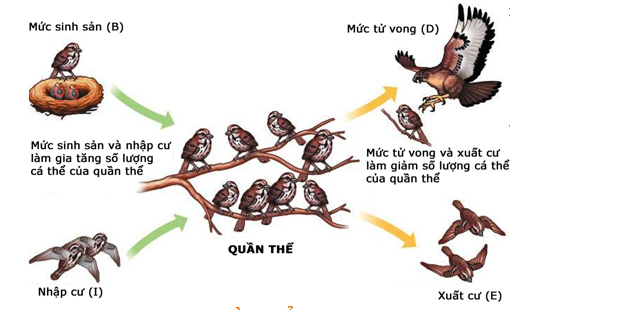 Mức sinh sản (B)
Mức tử vong (D)
Mức sinh sản và nhập cư
làm gia tăng số lượng
cá thể của quần thể
Mức tử vong và xuất cư
làm giảm số lượng cá thể
của quần thể
QUẦN THỂ
Nhập cư (I)
Xuất cư (E)